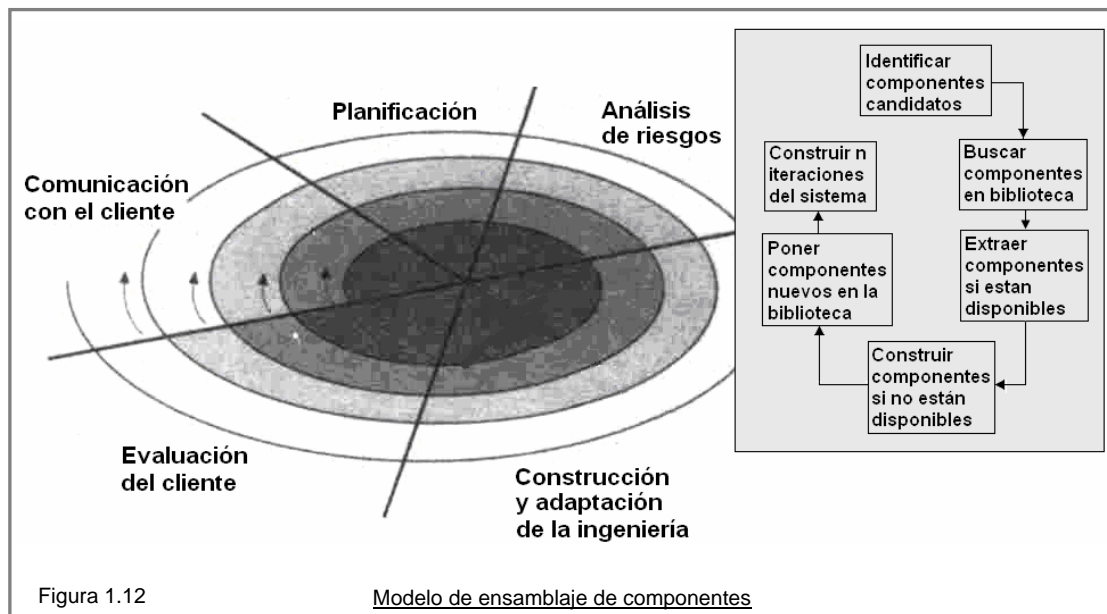 Planificación
Análisis
de riesgos
Comunicación
con el cliente
Evaluación
del cliente
Construcción
y adaptación
de la ingeniería
Identificar
componentes
candidatos
Buscar
componentes
en biblioteca
Extraer
componentes
si estan
disponibles
Construir
componentes
si no están
disponibles
Poner
componentes
nuevos en la
biblioteca
Construir n
iteraciones
del sistema
Figura 1.12
Modelo de ensamblaje de componentes